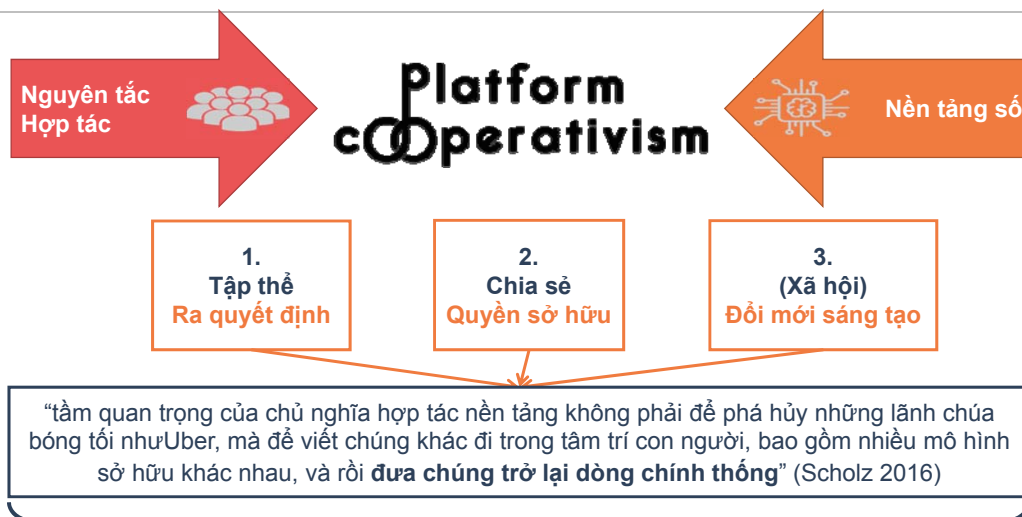 Nguyên tắc
Hợp tác
Platform
cooperativism
Nền tảng số
1.
Tập thể
Ra quyết định
2.
Chia sẻ
Quyền sở hữu
3.
(Xã hội)
Đổi mới sáng tạo
“tầm quan trọng của chủ nghĩa hợp tác nền tảng không phải để phá hủy những lãnh chúa
bóng tối nhưUber, mà để viết chúng khác đi trong tâm trí con người, bao gồm nhiều mô hình
sở hữu khác nhau, và rồi đưa chúng trở lại dòng chính thống” (Scholz 2016)